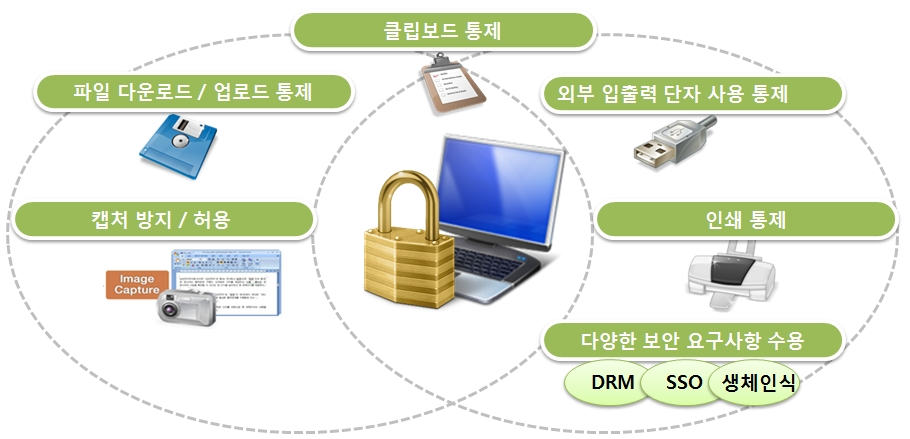 클립보드 통제
파일 다운로드 / 업로드 통제
외부 입출력 단자 사용 통제
캡처 방지 / 허용
인쇄 통제
Image
Capture
다양한 보안 요구사항 수용
DRM
SSO
생체인식